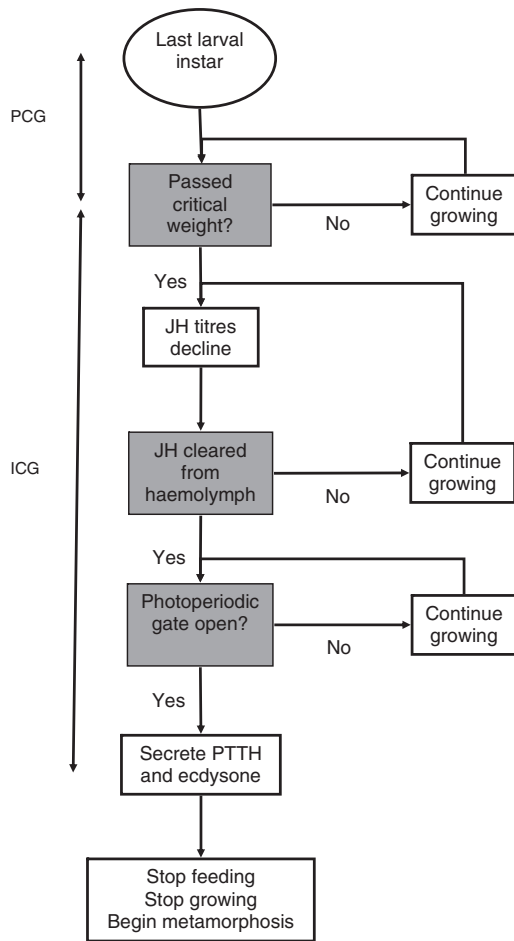 Last larval
instar
PCG
Passed
critical
weight?
No
Continue
growing
Yes
JH titres
decline
ICG
JH cleared
from
haemolymph
No
Continue
growing
Yes
Photoperiodic
gate open?
No
Continue
growing
Yes
Secrete PTTH
and ecdysone
Stop feeding
Stop growing
Begin metamorphosis